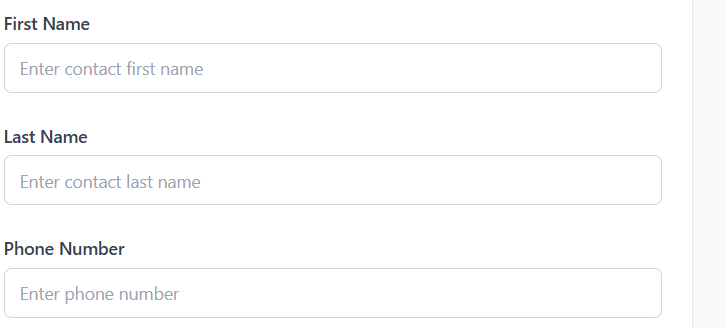 First Name
Enter contact first name
Last Name
Enter contact last name
Phone Number
Enter phone number